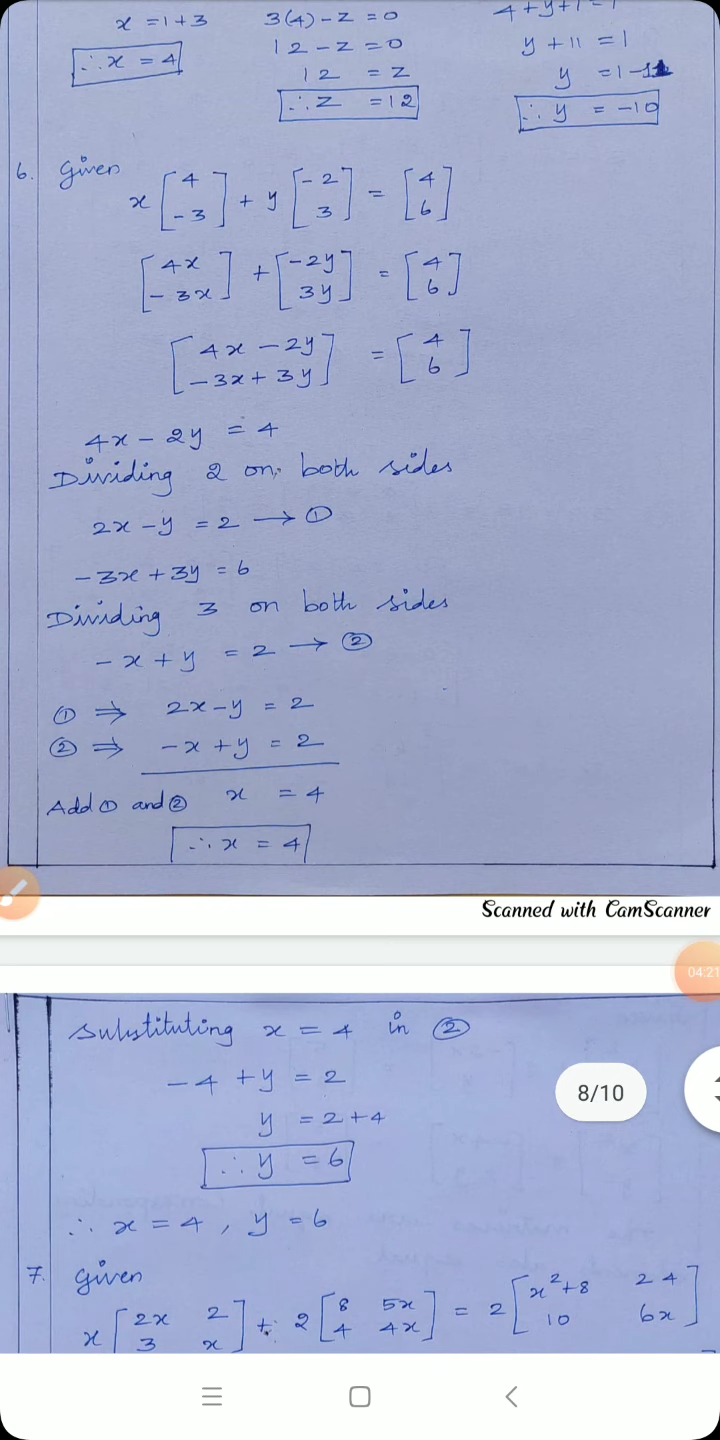 x = 1 + 3    3(4) - z = 0
∴ x = 4    12 - z = 0    y + 11 = 1
12 = z    y = 1 - 11
∴ z = 12    ∴ y = -10
6. Given
x [4 -3] + y [-2 3] = [4 6]
[4x -3x] + [-2y 3y] = [4 6]
[4x - 2y -3x + 3y] = [4 6]
4x - 2y = 4
Dividing 2 on both sides
2x - y = 2 → ①
-3x + 3y = 6
Dividing 3 on both sides
-x + y = 2 → ②
① ⇒ 2x - y = 2
② ⇒ -x + y = 2
Add ① and ② x = 4
∴ x = 4
Scanned with CamScanner
04:21
Substituting x = 4 in ②
-4 + y = 2
8/10
y = 2 + 4
∴ y = 6
∴ x = 4, y = 6
7. Given
x [2x 2 3 x] + 2 [8 5x 4 4x] = 2 [x² + 8 24 10 6x]